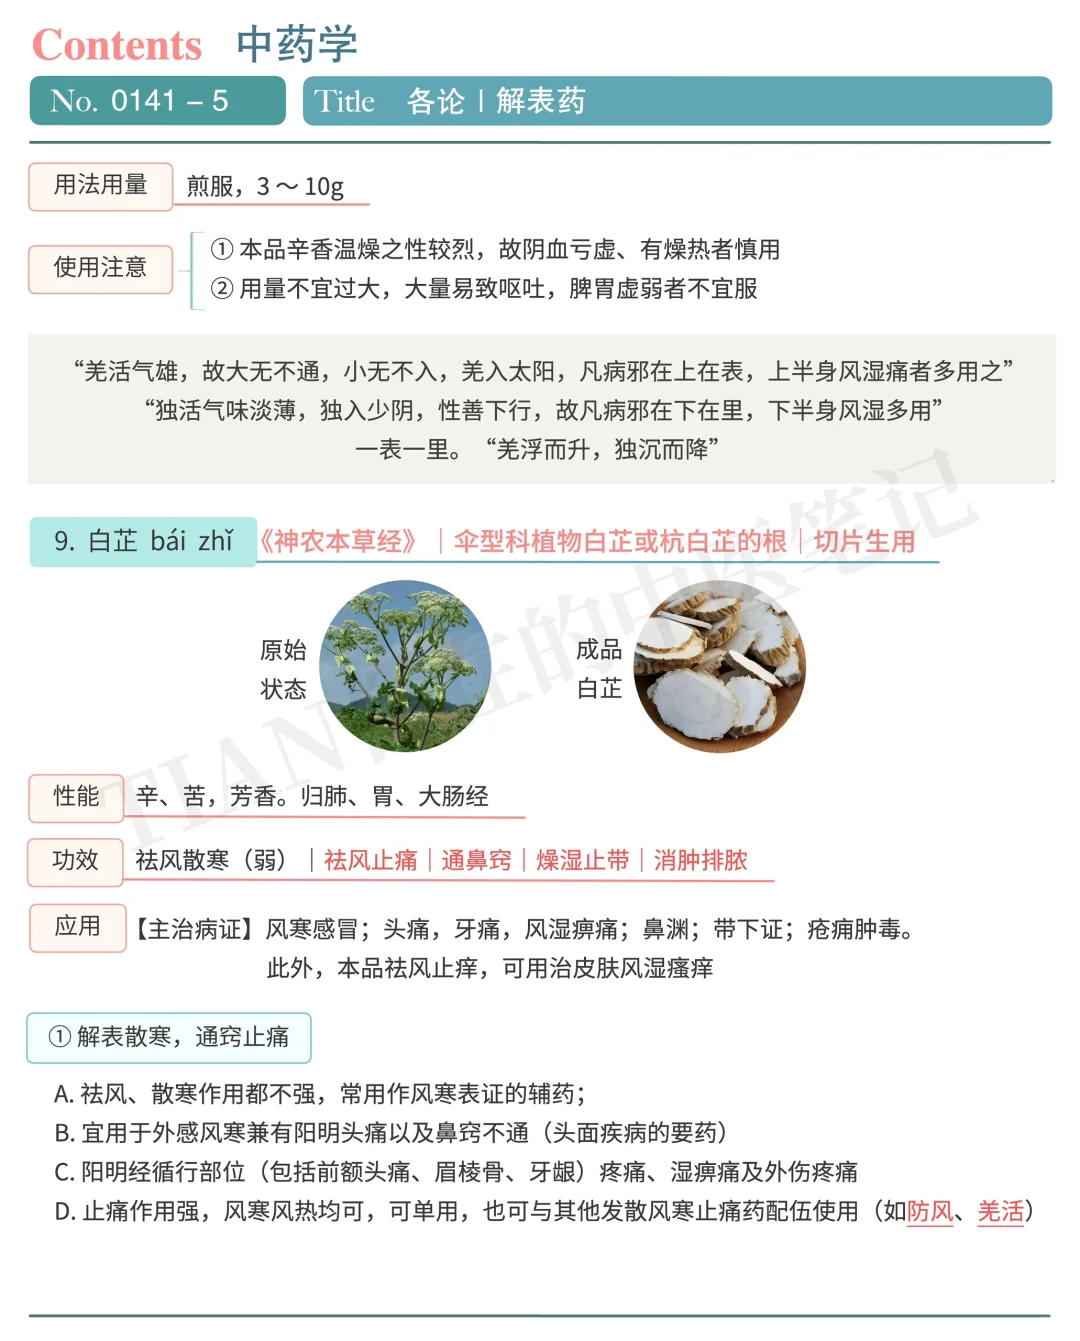 Contents 中药学
No. 0141 – 5
Title 各论 | 解表药
用法用量 煎服，3 ～ 10g
使用注意
① 本品辛香温燥之性较烈，故阴血亏虚、有燥热者慎用
② 用量不宜过大，大量易致呕吐，脾胃虚弱者不宜服
“羌活气雄，故大无不通，小无不入，羌入太阳，凡病邪在上在表，上半身风湿痛者多用之”
“独活气味淡薄，独入少阴，性善下行，故凡病邪在下在里，下半身风湿多用”
一表一里。“羌浮而升，独沉而降”
9. 白芷 bái zhǐ 《神农本草经》｜伞型科植物白芷或杭白芷的根｜切片生用
原始
状态
成品
白芷
性能 辛、苦，芳香。归肺、胃、大肠经
功效 祛风散寒（弱）｜祛风止痛｜通鼻窍｜燥湿止带｜消肿排脓
应用 【主治病证】风寒感冒；头痛，牙痛，风湿痹痛；鼻渊；带下证；疮痈肿毒。
此外，本品祛风止痒，可用治皮肤风湿瘙痒
① 解表散寒，通窍止痛
A. 祛风、散寒作用都不强，常用作风寒表证的辅药；
B. 宜用于外感风寒兼有阳明头痛以及鼻窍不通（头面疾病的要药）
C. 阳明经循行部位（包括前额头痛、眉棱骨、牙龈）疼痛、湿痹痛及外伤疼痛
D. 止痛作用强，风寒风热均可，可单用，也可与其他发散风寒止痛药配伍使用（如防风、羌活）